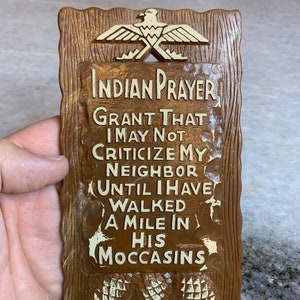 INDIAN PRAYER
GRANT THAT
I MAY NOT
CRITICIZE MY
NEIGHBOR
UNTIL I HAVE
WALKED
A MILE IN
HIS
MOCCASINS